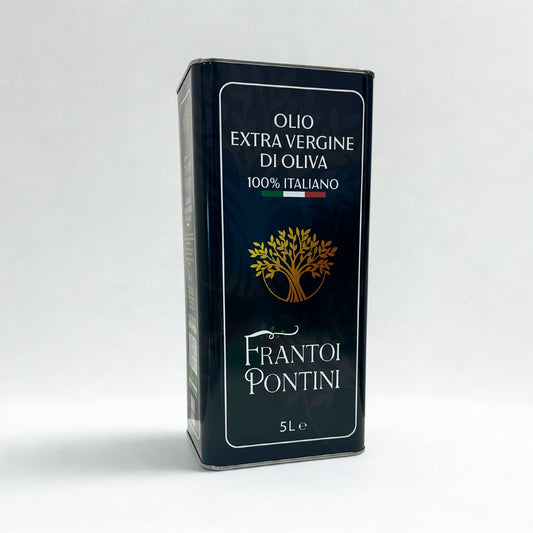 OLIO
EXTRA VERGINE
DI OLIVA
100% ITALIANO
FRANTOI
PONTINI
5L ℮